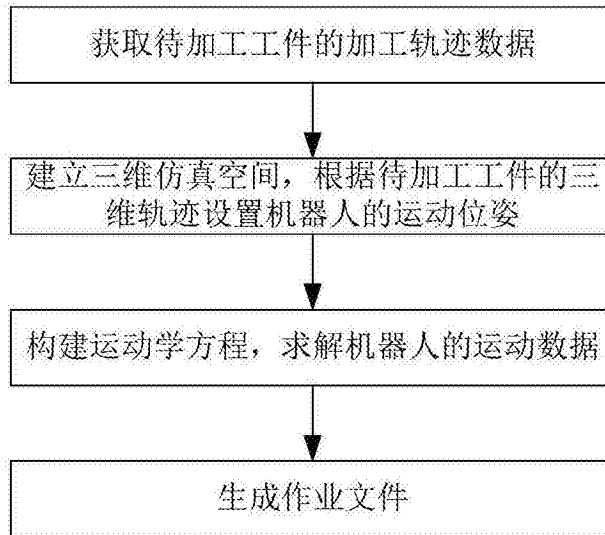 获取待加工工件的加工轨迹数据
建立三维仿真空间，根据待加工工件的三
维轨迹设置机器人的运动位姿
构建运动学方程，求解机器人的运动数据
生成作业文件